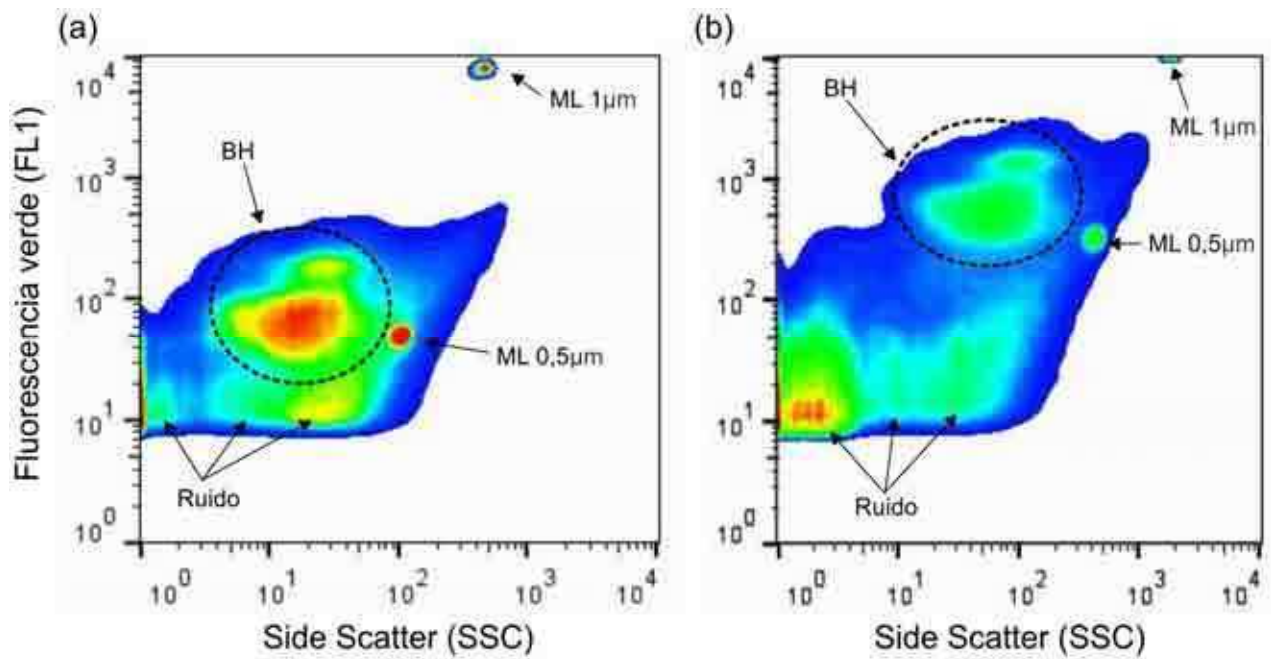 (a)
Fluorescencia verde (FL1)
10⁴
10³
10²
10¹
10⁰
BH
ML 1µm
ML 0,5µm
Ruido
10⁰ 10¹ 10² 10³ 10⁴
Side Scatter (SSC)
(b)
10⁴
10³
10²
10¹
10⁰
BH
ML 1µm
ML 0,5µm
Ruido
10⁰ 10¹ 10² 10³ 10⁴
Side Scatter (SSC)